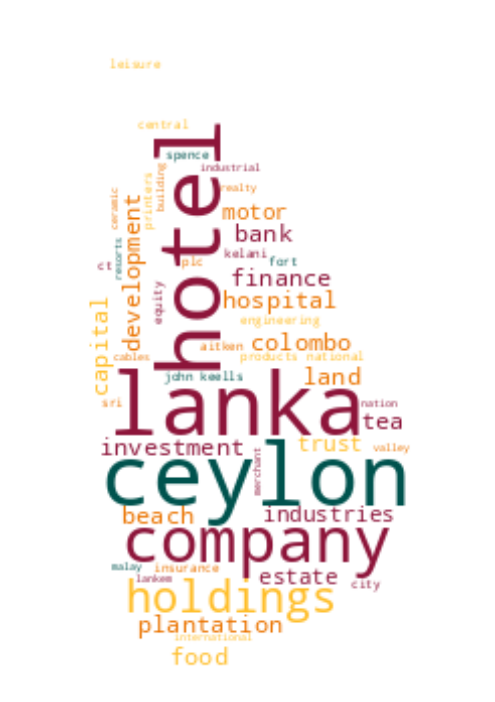 leisure
central
hotel
spence
industrial
building
realty
printers
ceramic
development
motor
bank
kelani
resorts
ct
plc
fort
finance
equity
hospital
capital
engineering
colombo
aitken
cables
products
national
john keells
land
lanka
sri
nation
tea
investment
trust
valley
merchant
ceylon
beach
industries
company
malay
insurance
lankem
estate
city
holdings
plantation
international
food